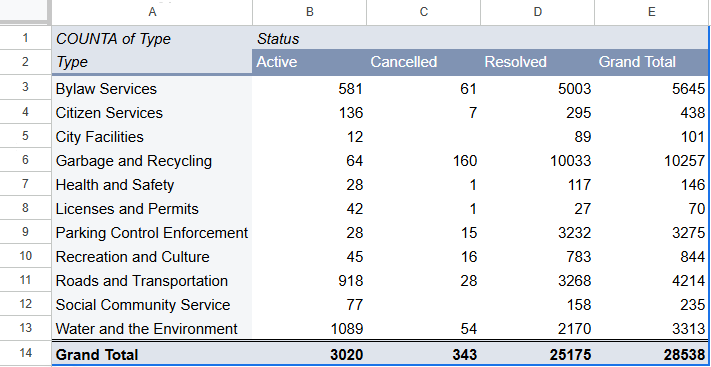 A B C D E
1 COUNTA of Type Status
2 Type Active Cancelled Resolved Grand Total
3 Bylaw Services 581 61 5003 5645
4 Citizen Services 136 7 295 438
5 City Facilities 12 89 101
6 Garbage and Recycling 64 160 10033 10257
7 Health and Safety 28 1 117 146
8 Licenses and Permits 42 1 27 70
9 Parking Control Enforcement 28 15 3232 3275
10 Recreation and Culture 45 16 783 844
11 Roads and Transportation 918 28 3268 4214
12 Social Community Service 77 158 235
13 Water and the Environment 1089 54 2170 3313
14 Grand Total 3020 343 25175 28538